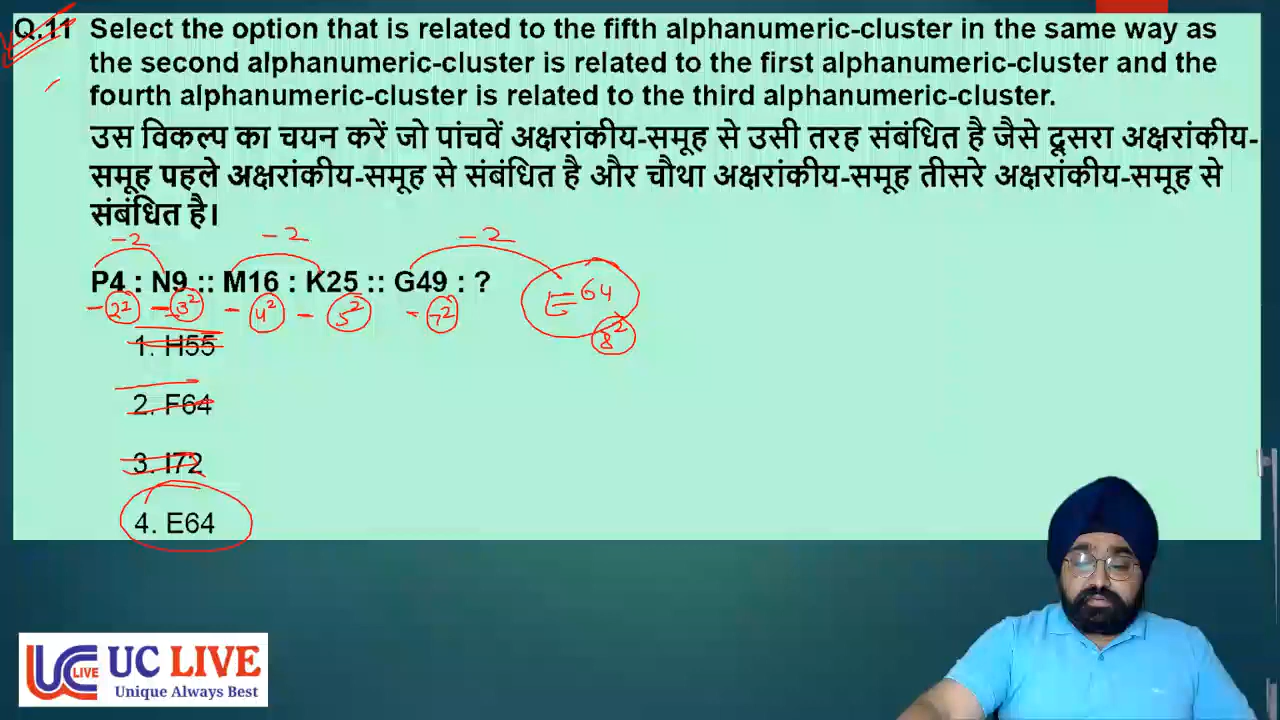 Q.11 Select the option that is related to the fifth alphanumeric-cluster in the same way as
the second alphanumeric-cluster is related to the first alphanumeric-cluster and the
fourth alphanumeric-cluster is related to the third alphanumeric-cluster.
उस विकल्प का चयन करें जो पांचवें अक्षरांकीय-समूह से उसी तरह संबंधित है जैसे दूसरा अक्षरांकीय-
समूह पहले अक्षरांकीय-समूह से संबंधित है और चौथा अक्षरांकीय-समूह तीसरे अक्षरांकीय-समूह से
संबंधित है।
-2 -2 -2
P4 : N9 :: M16 : K25 :: G49 : ?
E64
- 2² - 3² - 4² - 5² - 7² 8²
1. H55
2. F64
3. I72
4. E64
LIVE UC LIVE
Unique Always Best